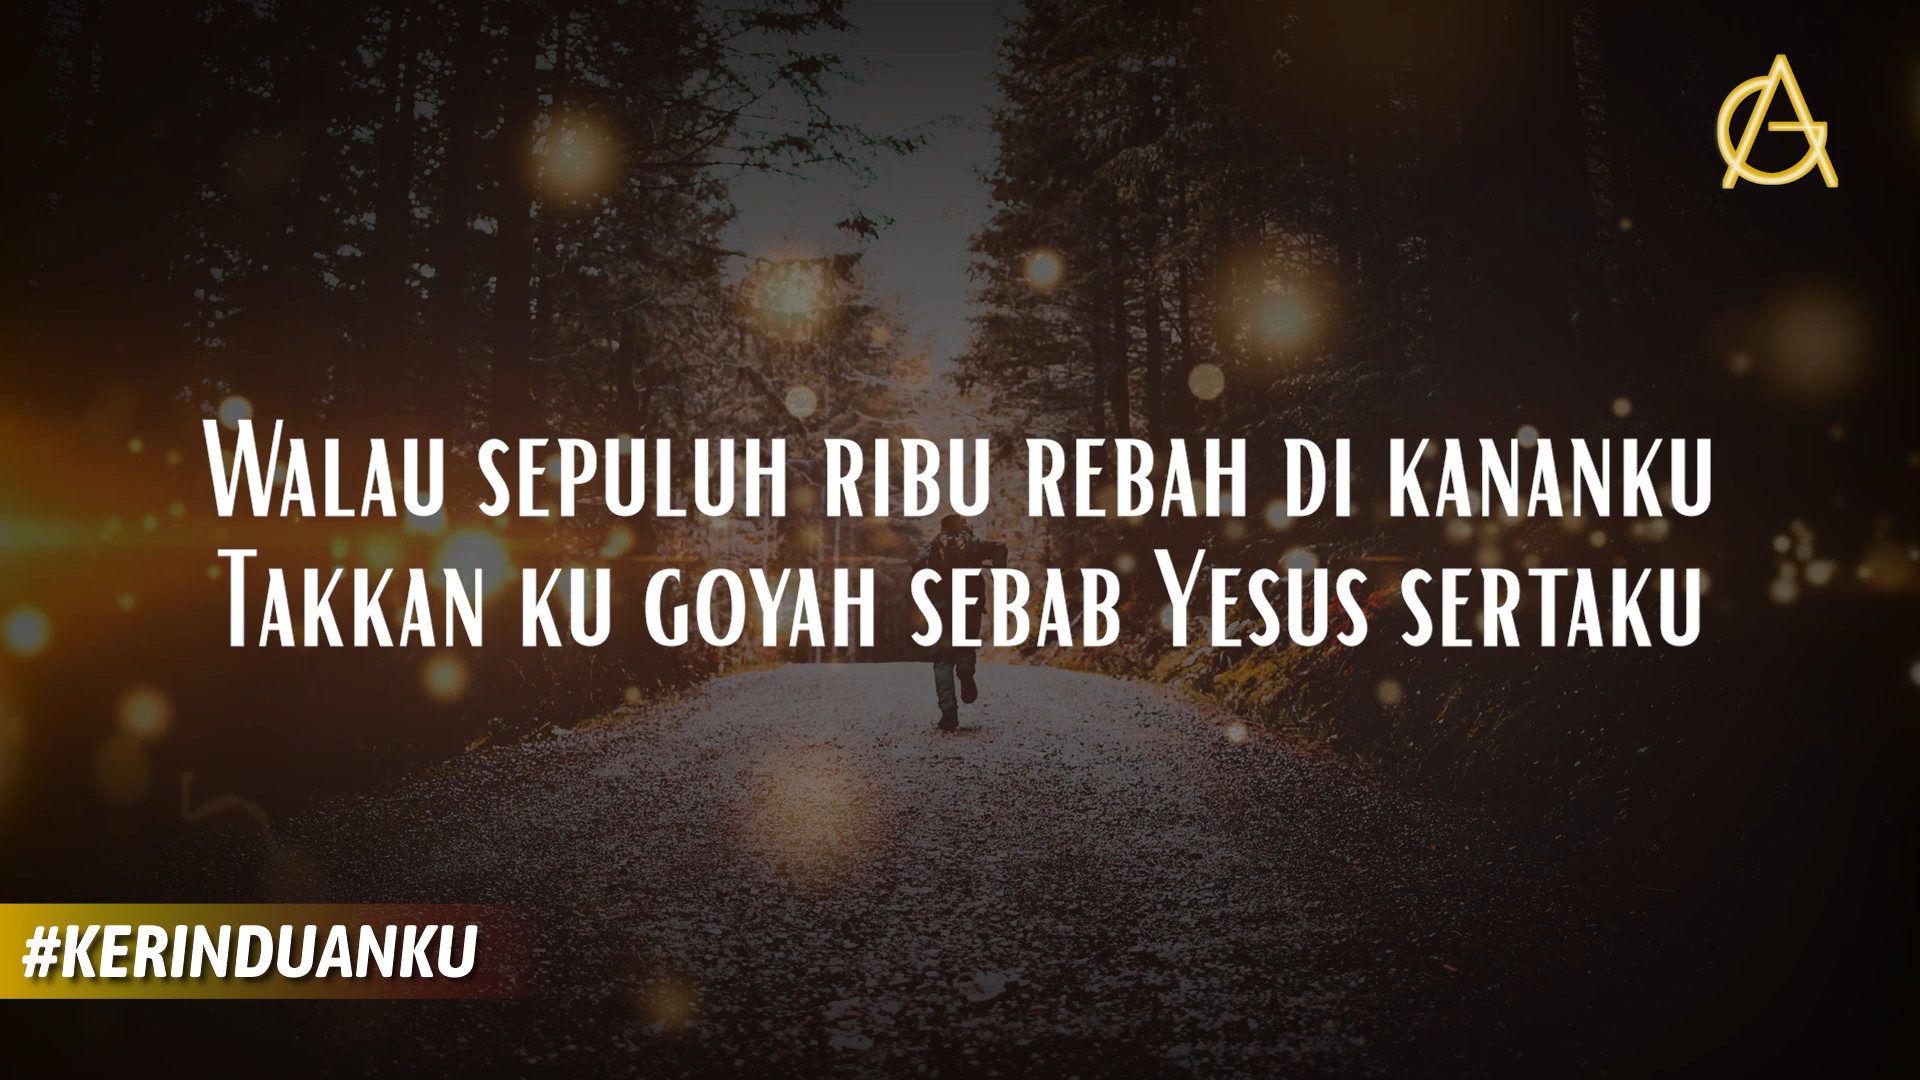 Walau sepuluh ribu rebah di kananku
Takkan ku goyah sebab Yesus sertaku
#KERINDUANKU